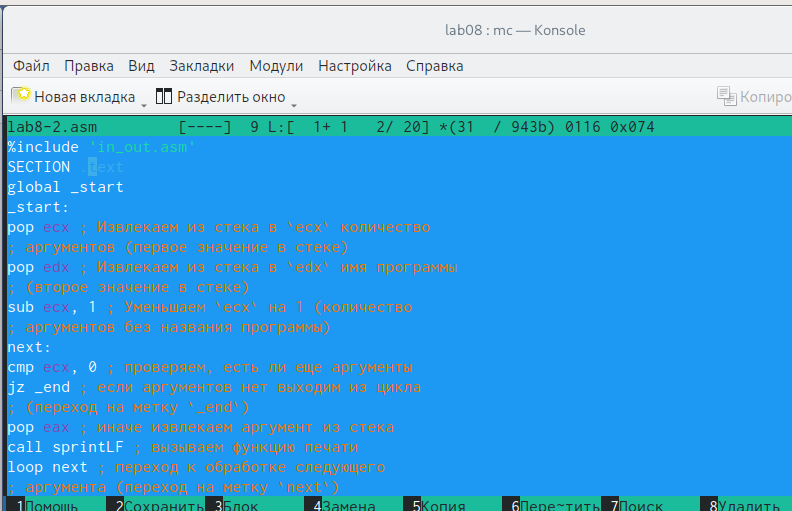 lab08 : mc — Konsole
Файл Правка Вид Закладки Модули Настройка Справка
Новая вкладка Разделить окно Копиро
lab8-2.asm [----] 9 L:[ 1+ 1 2/ 20] *(31 / 943b) 0116 0x074
%include 'in_out.asm'
SECTION .text
global _start
_start:
pop ecx ; Извлекаем из стека в `ecx` количество
; аргументов (первое значение в стеке)
pop edx ; Извлекаем из стека в `edx` имя программы
; (второе значение в стеке)
sub ecx, 1 ; Уменьшаем `ecx` на 1 (количество
; аргументов без названия программы)
next:
cmp ecx, 0 ; проверяем, есть ли еще аргументы
jz _end ; если аргументов нет выходим из цикла
; (переход на метку `_end`)
pop eax ; иначе извлекаем аргумент из стека
call sprintLF ; вызываем функцию печати
loop next ; переход к обработке следующего
; аргумента (переход на метку `next`)
1Помощь 2Сохранить 3Блок 4Замена 5Копия 6Пере~тить 7Поиск 8Удалить